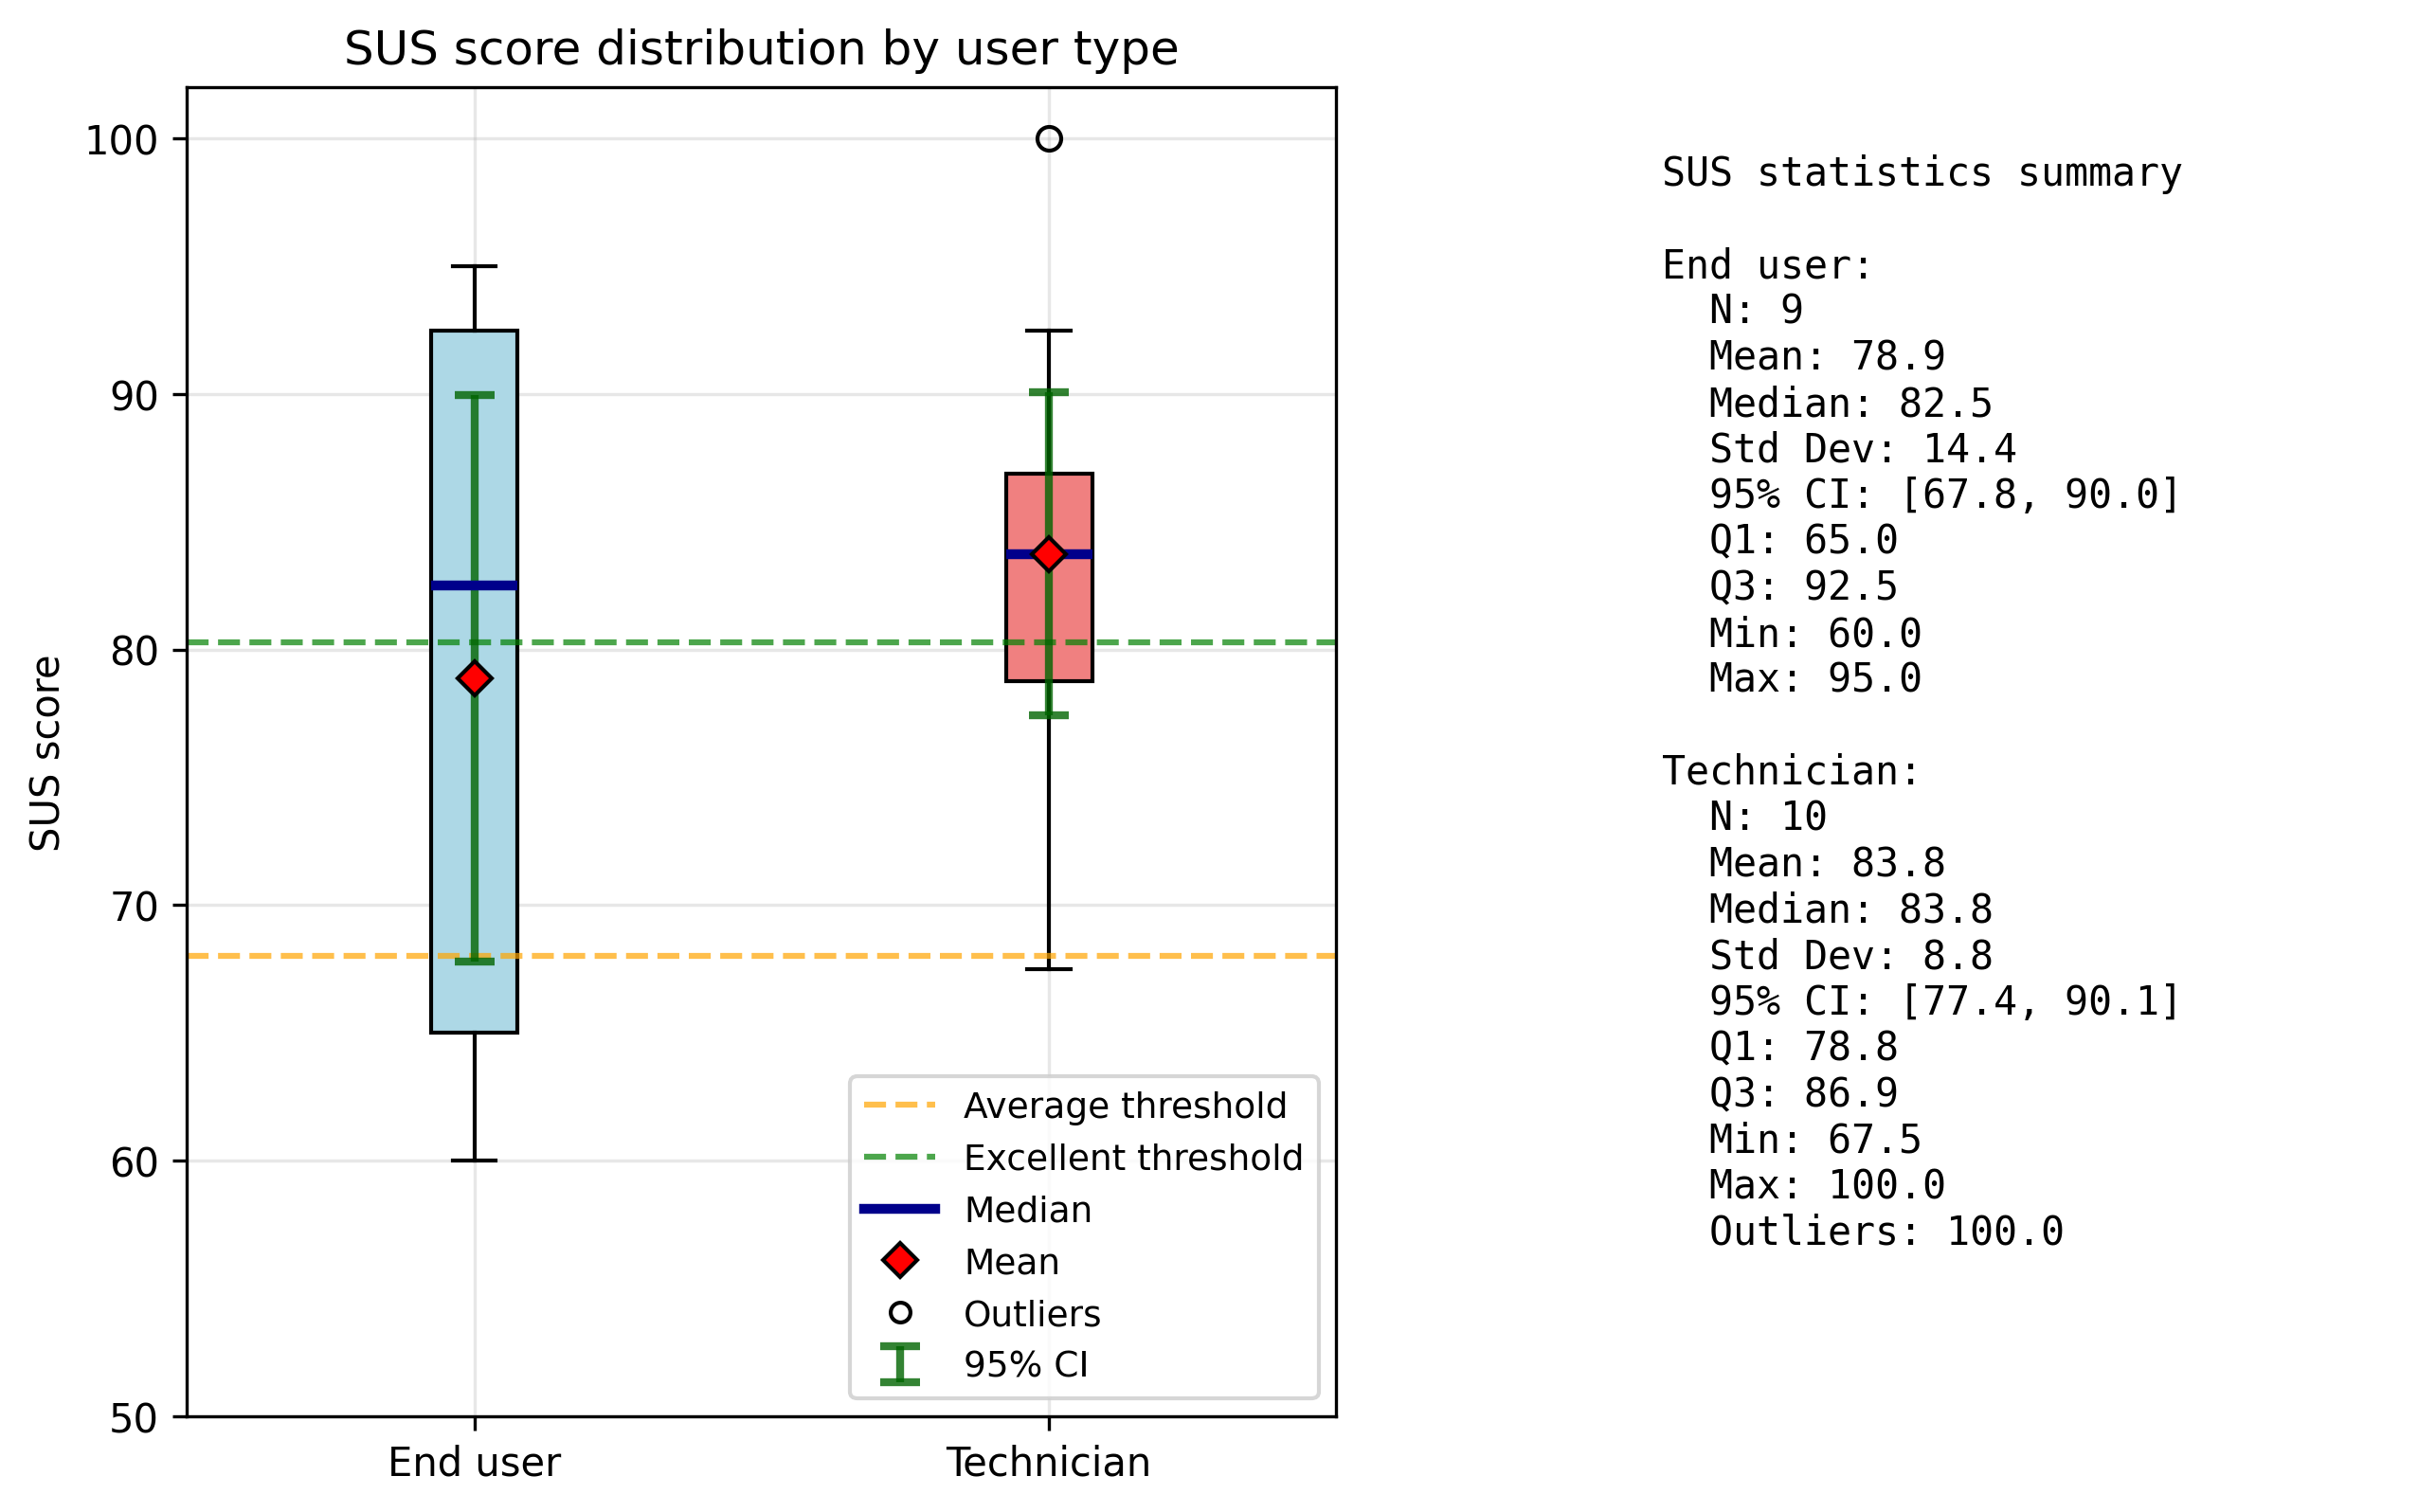 SUS score distribution by user type
100
90
80
70
60
50
SUS score
End user
Technician
Average threshold
Excellent threshold
Median
Mean
Outliers
95% CI
SUS statistics summary
End user:
N: 9
Mean: 78.9
Median: 82.5
Std Dev: 14.4
95% CI: [67.8, 90.0]
Q1: 65.0
Q3: 92.5
Min: 60.0
Max: 95.0
Technician:
N: 10
Mean: 83.8
Median: 83.8
Std Dev: 8.8
95% CI: [77.4, 90.1]
Q1: 78.8
Q3: 86.9
Min: 67.5
Max: 100.0
Outliers: 100.0